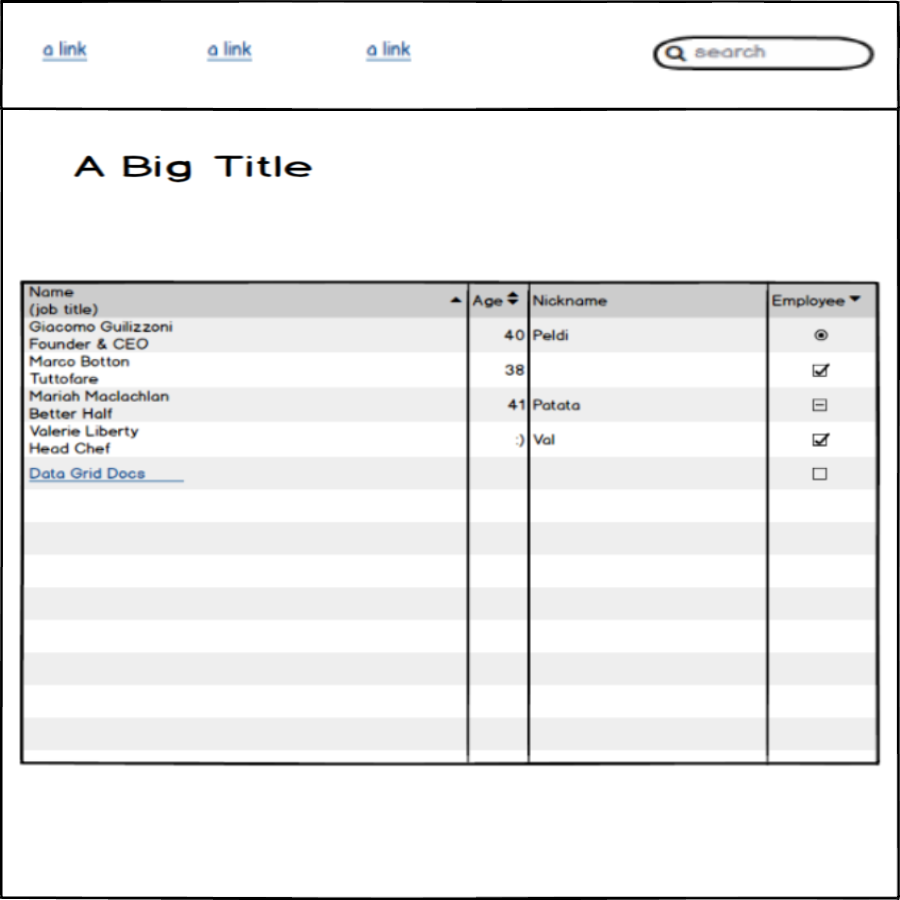 a link a link a link search
A Big Title
Name
(job title)
Age Nickname Employee
Giacomo Guilizzoni
Founder & CEO
40 Peldi
Marco Botton
Tuttofare
38
Mariah Maclachlan
Better Half
41 Patata
Valerie Liberty
Head Chef
:) Val
Data Grid Docs